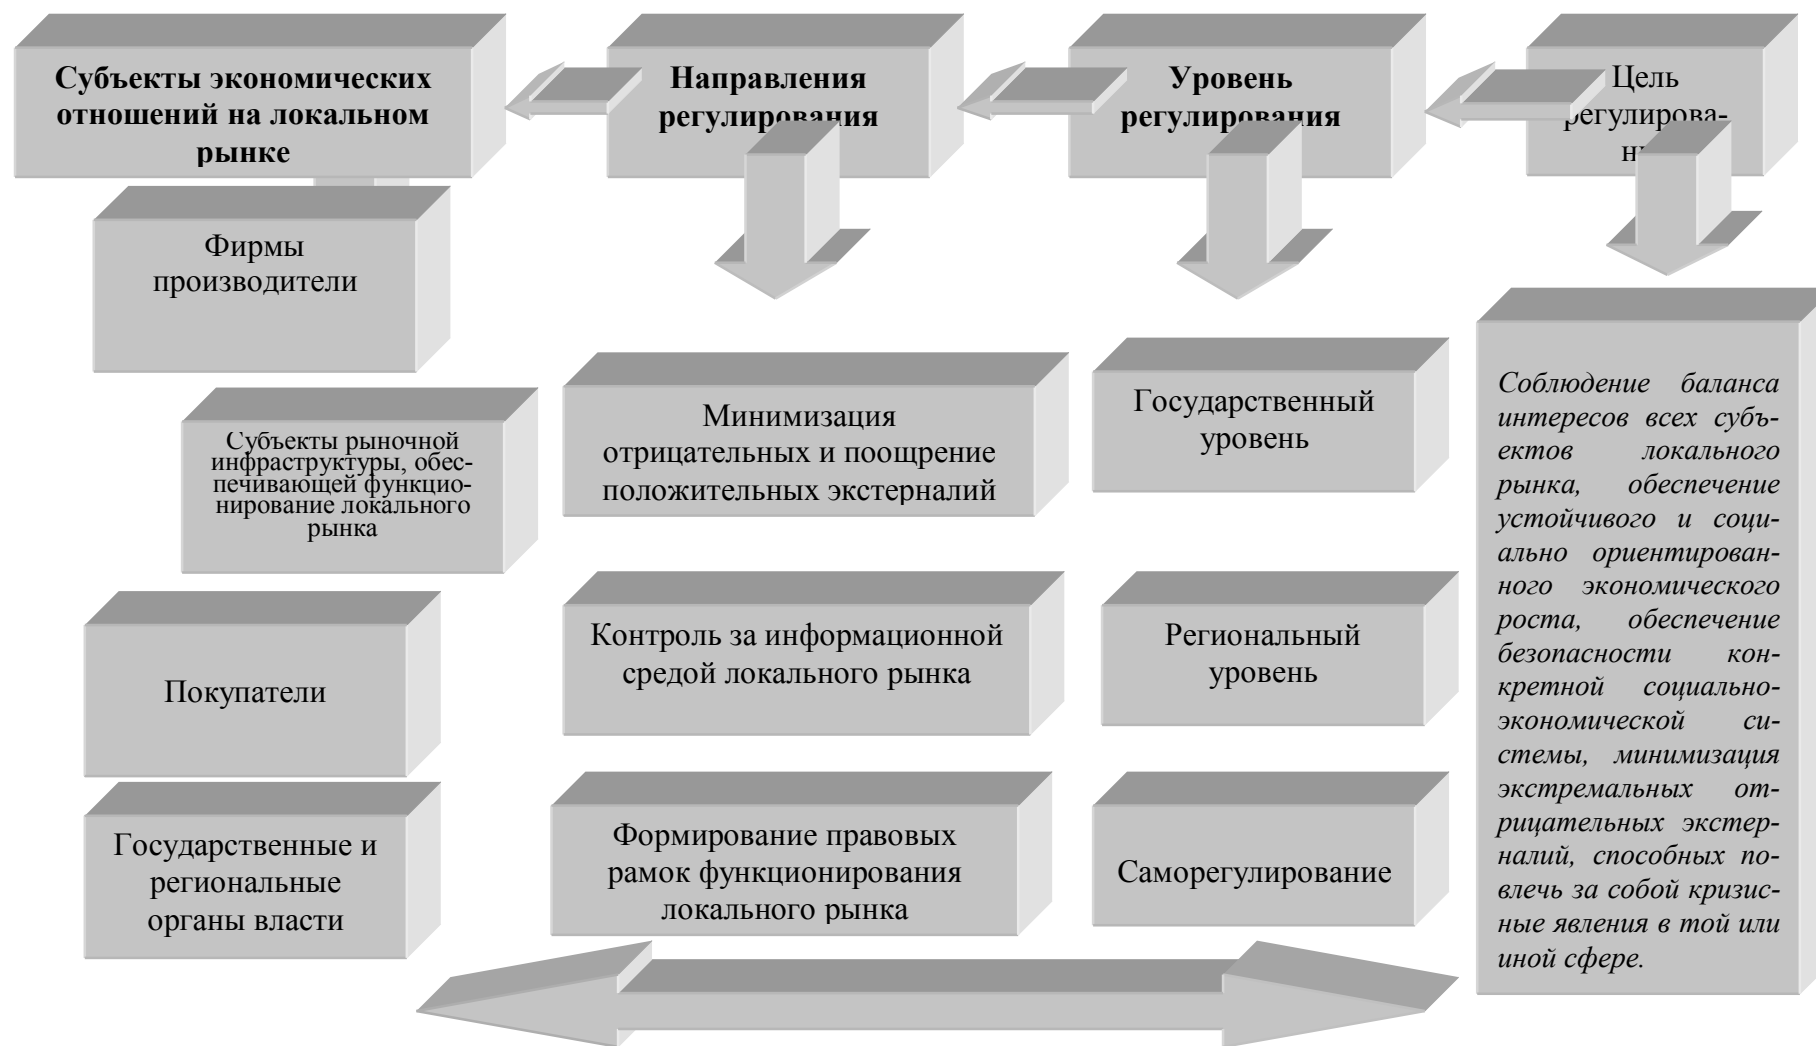 Субъекты экономических
отношений на локальном
рынке
Направления
регулирования
Уровень
регулирования
Цель
регулирова-
Фирмы
производители
Субъекты рыночной
инфраструктуры, обес-
печивающей функцио-
нирование локального
рынка
Покупатели
Государственные и
региональные
органы власти
Минимизация
отрицательных и поощрение
положительных экстерналий
Контроль за информационной
средой локального рынка
Формирование правовых
рамок функционирования
локального рынка
Государственный
уровень
Региональный
уровень
Саморегулирование
Соблюдение баланса
интересов всех субъ-
ектов локального
рынка, обеспечение
устойчивого и соци-
ально ориентирован-
ного экономического
роста, обеспечение
безопасности кон-
кретной социально-
экономической си-
стемы, минимизация
экстремальных от-
рицательных экстер-
налий, способных по-
влечь за собой кризис-
ные явления в той или
иной сфере.